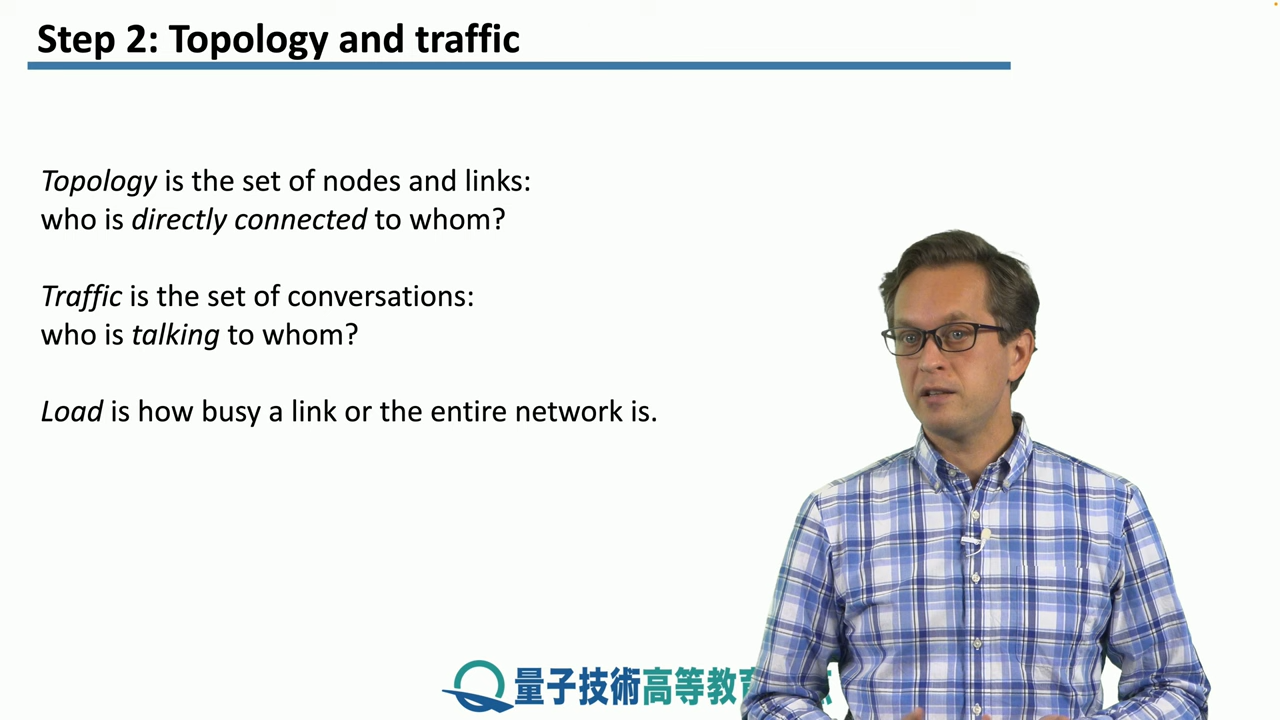 Step 2: Topology and traffic
Topology is the set of nodes and links:
who is directly connected to whom?
Traffic is the set of conversations:
who is talking to whom?
Load is how busy a link or the entire network is.
量子技術高等教育